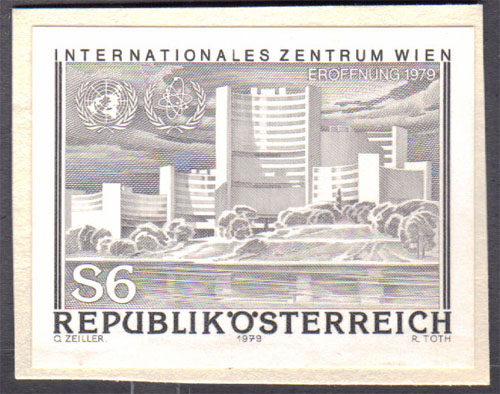 INTERNATIONALES ZENTRUM WIEN
ERÖFFNUNG 1979
S6
REPUBLIK ÖSTERREICH
O. ZEILLER. 1979 R. TOTH